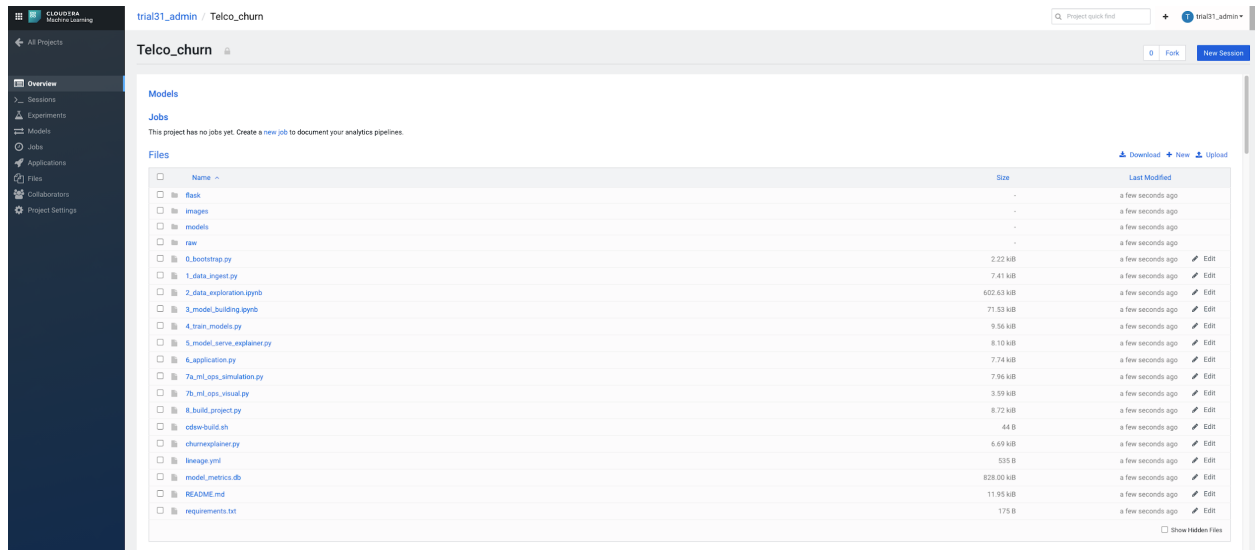 CLOUDERA
Machine Learning
trial31_admin / Telco_churn
Project quick find
+
T trial31_admin
All Projects
Telco_churn
0 Fork
New Session
Overview
Sessions
Experiments
Models
Jobs
Applications
Files
Collaborators
Project Settings
Models
Jobs
This project has no jobs yet. Create a new job to document your analytics pipelines.
Files
Download + New Upload
Name Size Last Modified
flask - a few seconds ago
images - a few seconds ago
models - a few seconds ago
raw - a few seconds ago
0_bootstrap.py 2.22 kiB a few seconds ago Edit
1_data_ingest.py 7.41 kiB a few seconds ago Edit
2_data_exploration.ipynb 602.63 kiB a few seconds ago Edit
3_model_building.ipynb 71.53 kiB a few seconds ago Edit
4_train_models.py 9.56 kiB a few seconds ago Edit
5_model_serve_explainer.py 8.10 kiB a few seconds ago Edit
6_application.py 7.74 kiB a few seconds ago Edit
7a_ml_ops_simulation.py 7.96 kiB a few seconds ago Edit
7b_ml_ops_visual.py 3.59 kiB a few seconds ago Edit
8_build_project.py 8.72 kiB a few seconds ago Edit
cdsw-build.sh 44 B a few seconds ago Edit
churnexplainer.py 6.69 kiB a few seconds ago Edit
lineage.yml 535 B a few seconds ago Edit
model_metrics.db 828.00 kiB a few seconds ago Edit
README.md 11.95 kiB a few seconds ago Edit
requirements.txt 175 B a few seconds ago Edit
Show Hidden Files